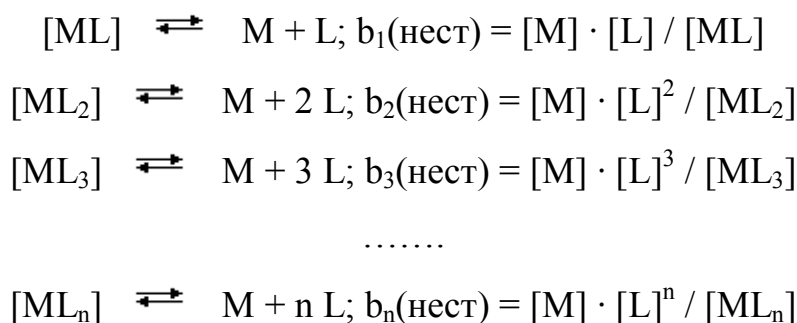 [ML] ⇄ M + L; b₁(нест) = [M] · [L] / [ML]
[ML₂] ⇄ M + 2 L; b₂(нест) = [M] · [L]² / [ML₂]
[ML₃] ⇄ M + 3 L; b₃(нест) = [M] · [L]³ / [ML₃]
.......
[MLₙ] ⇄ M + n L; bₙ(нест) = [M] · [L]ⁿ / [MLₙ]